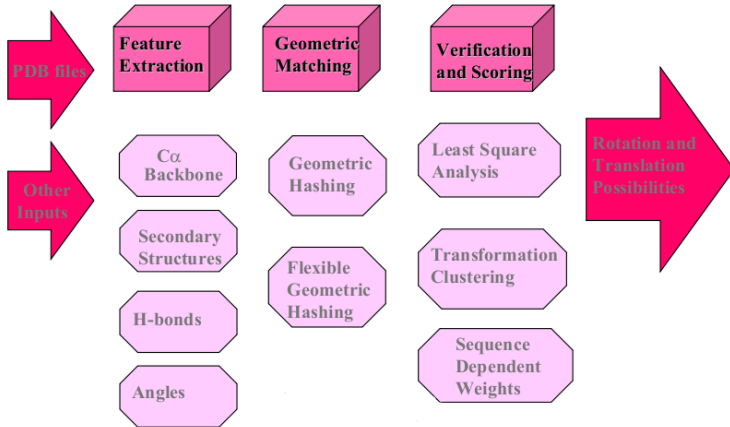 PDB files
Other
Inputs
Feature
Extraction
Cα
Backbone
Secondary
Structures
H-bonds
Angles
Geometric
Matching
Geometric
Hashing
Flexible
Geometric
Hashing
Verification
and Scoring
Least Square
Analysis
Transformation
Clustering
Sequence
Dependent
Weights
Rotation and
Translation
Possibilities